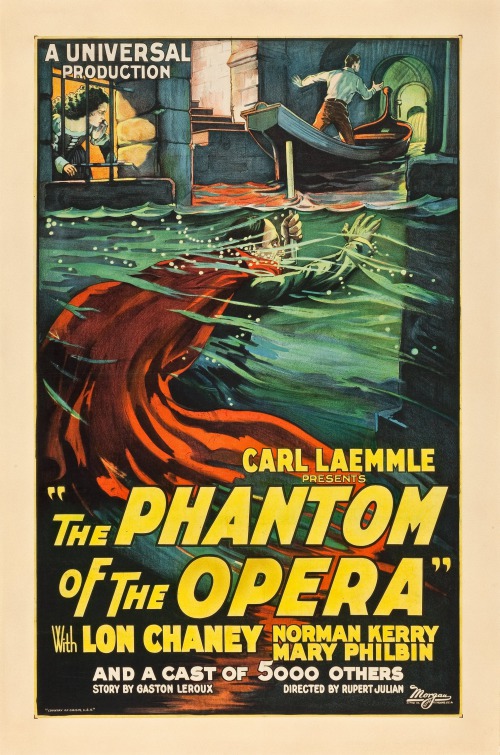 A UNIVERSAL
PRODUCTION
CARL LAEMMLE
PRESENTS
"THE PHANTOM
OF THE OPERA"
With LON CHANEY NORMAN KERRY
MARY PHILBIN
AND A CAST OF 5000 OTHERS
STORY BY GASTON LEROUX DIRECTED BY RUPERT JULIAN
Morgan